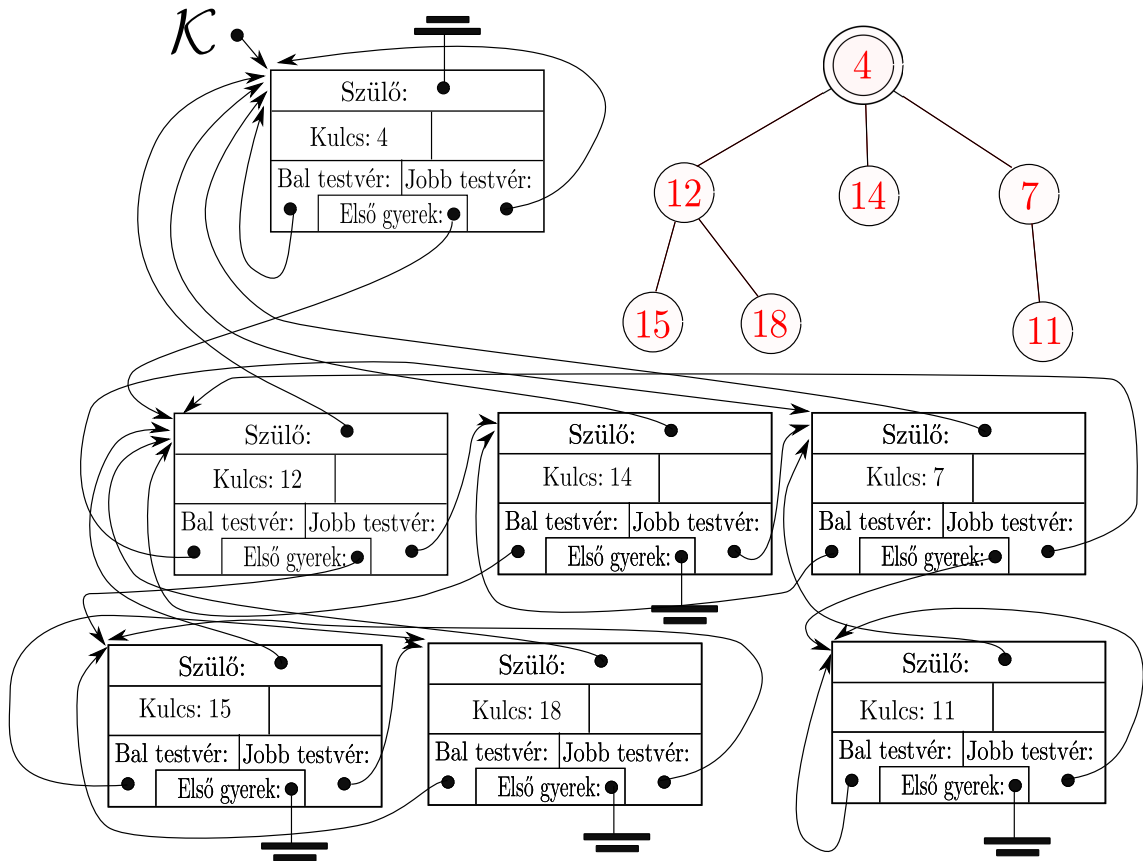 K
Szülő:
Kulcs: 4
Bal testvér: Jobb testvér:
Első gyerek:
4
12 14 7
15 18 11
Szülő:
Kulcs: 12
Bal testvér: Jobb testvér:
Első gyerek:
Szülő:
Kulcs: 14
Bal testvér: Jobb testvér:
Első gyerek:
Szülő:
Kulcs: 7
Bal testvér: Jobb testvér:
Első gyerek:
Szülő:
Kulcs: 15
Bal testvér: Jobb testvér:
Első gyerek:
Szülő:
Kulcs: 18
Bal testvér: Jobb testvér:
Első gyerek:
Szülő:
Kulcs: 11
Bal testvér: Jobb testvér:
Első gyerek: